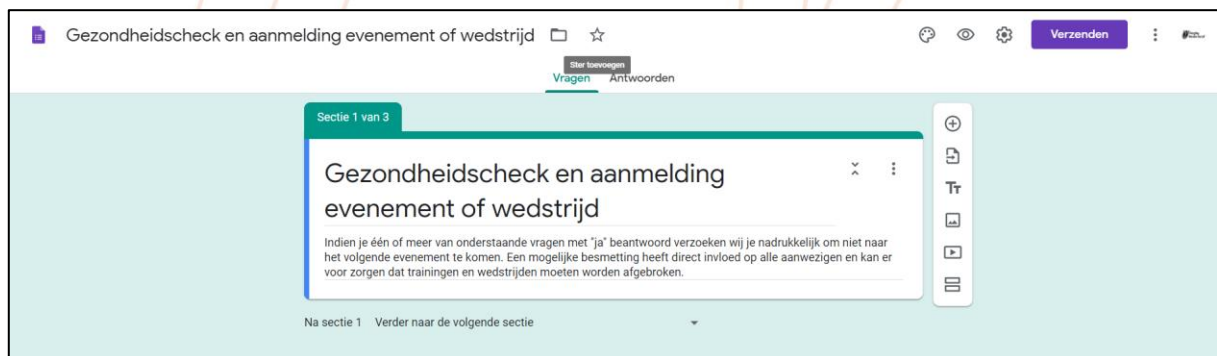 Gezondheidscheck en aanmelding evenement of wedstrijd
Verzenden
Ster toevoegen
Vragen Antwoorden
Sectie 1 van 3
Gezondheidscheck en aanmelding
evenement of wedstrijd
Indien je één of meer van onderstaande vragen met "ja" beantwoord verzoeken wij je nadrukkelijk om niet naar
het volgende evenement te komen. Een mogelijke besmetting heeft direct invloed op alle aanwezigen en kan er
voor zorgen dat trainingen en wedstrijden moeten worden afgebroken.
Tт
Na sectie 1 Verder naar de volgende sectie